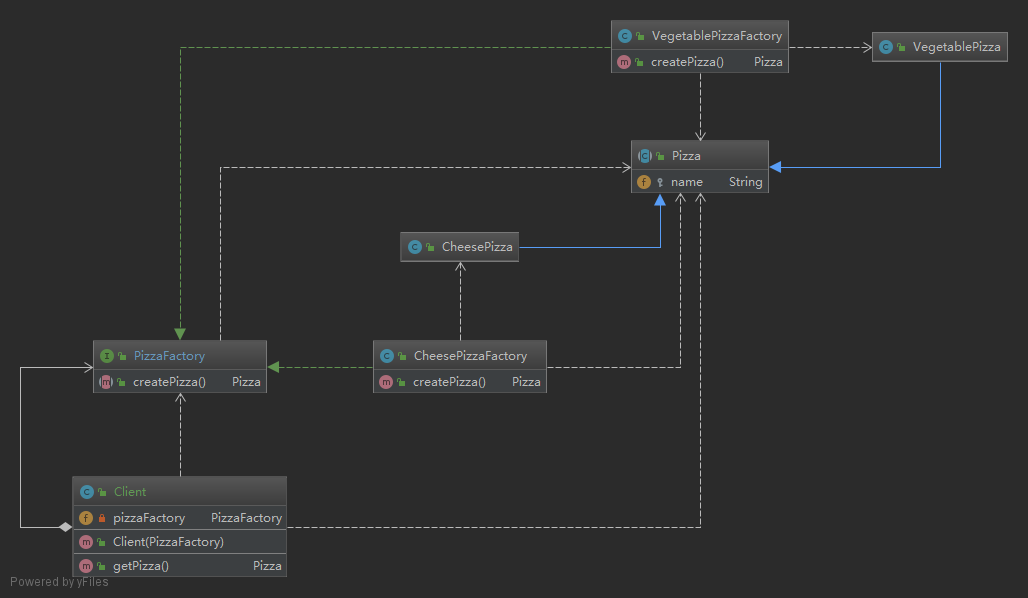 VegetablePizzaFactory
createPizza() Pizza
VegetablePizza
Pizza
name String
CheesePizza
PizzaFactory
createPizza() Pizza
CheesePizzaFactory
createPizza() Pizza
Client
pizzaFactory PizzaFactory
Client(PizzaFactory)
getPizza() Pizza
Powered by yFiles